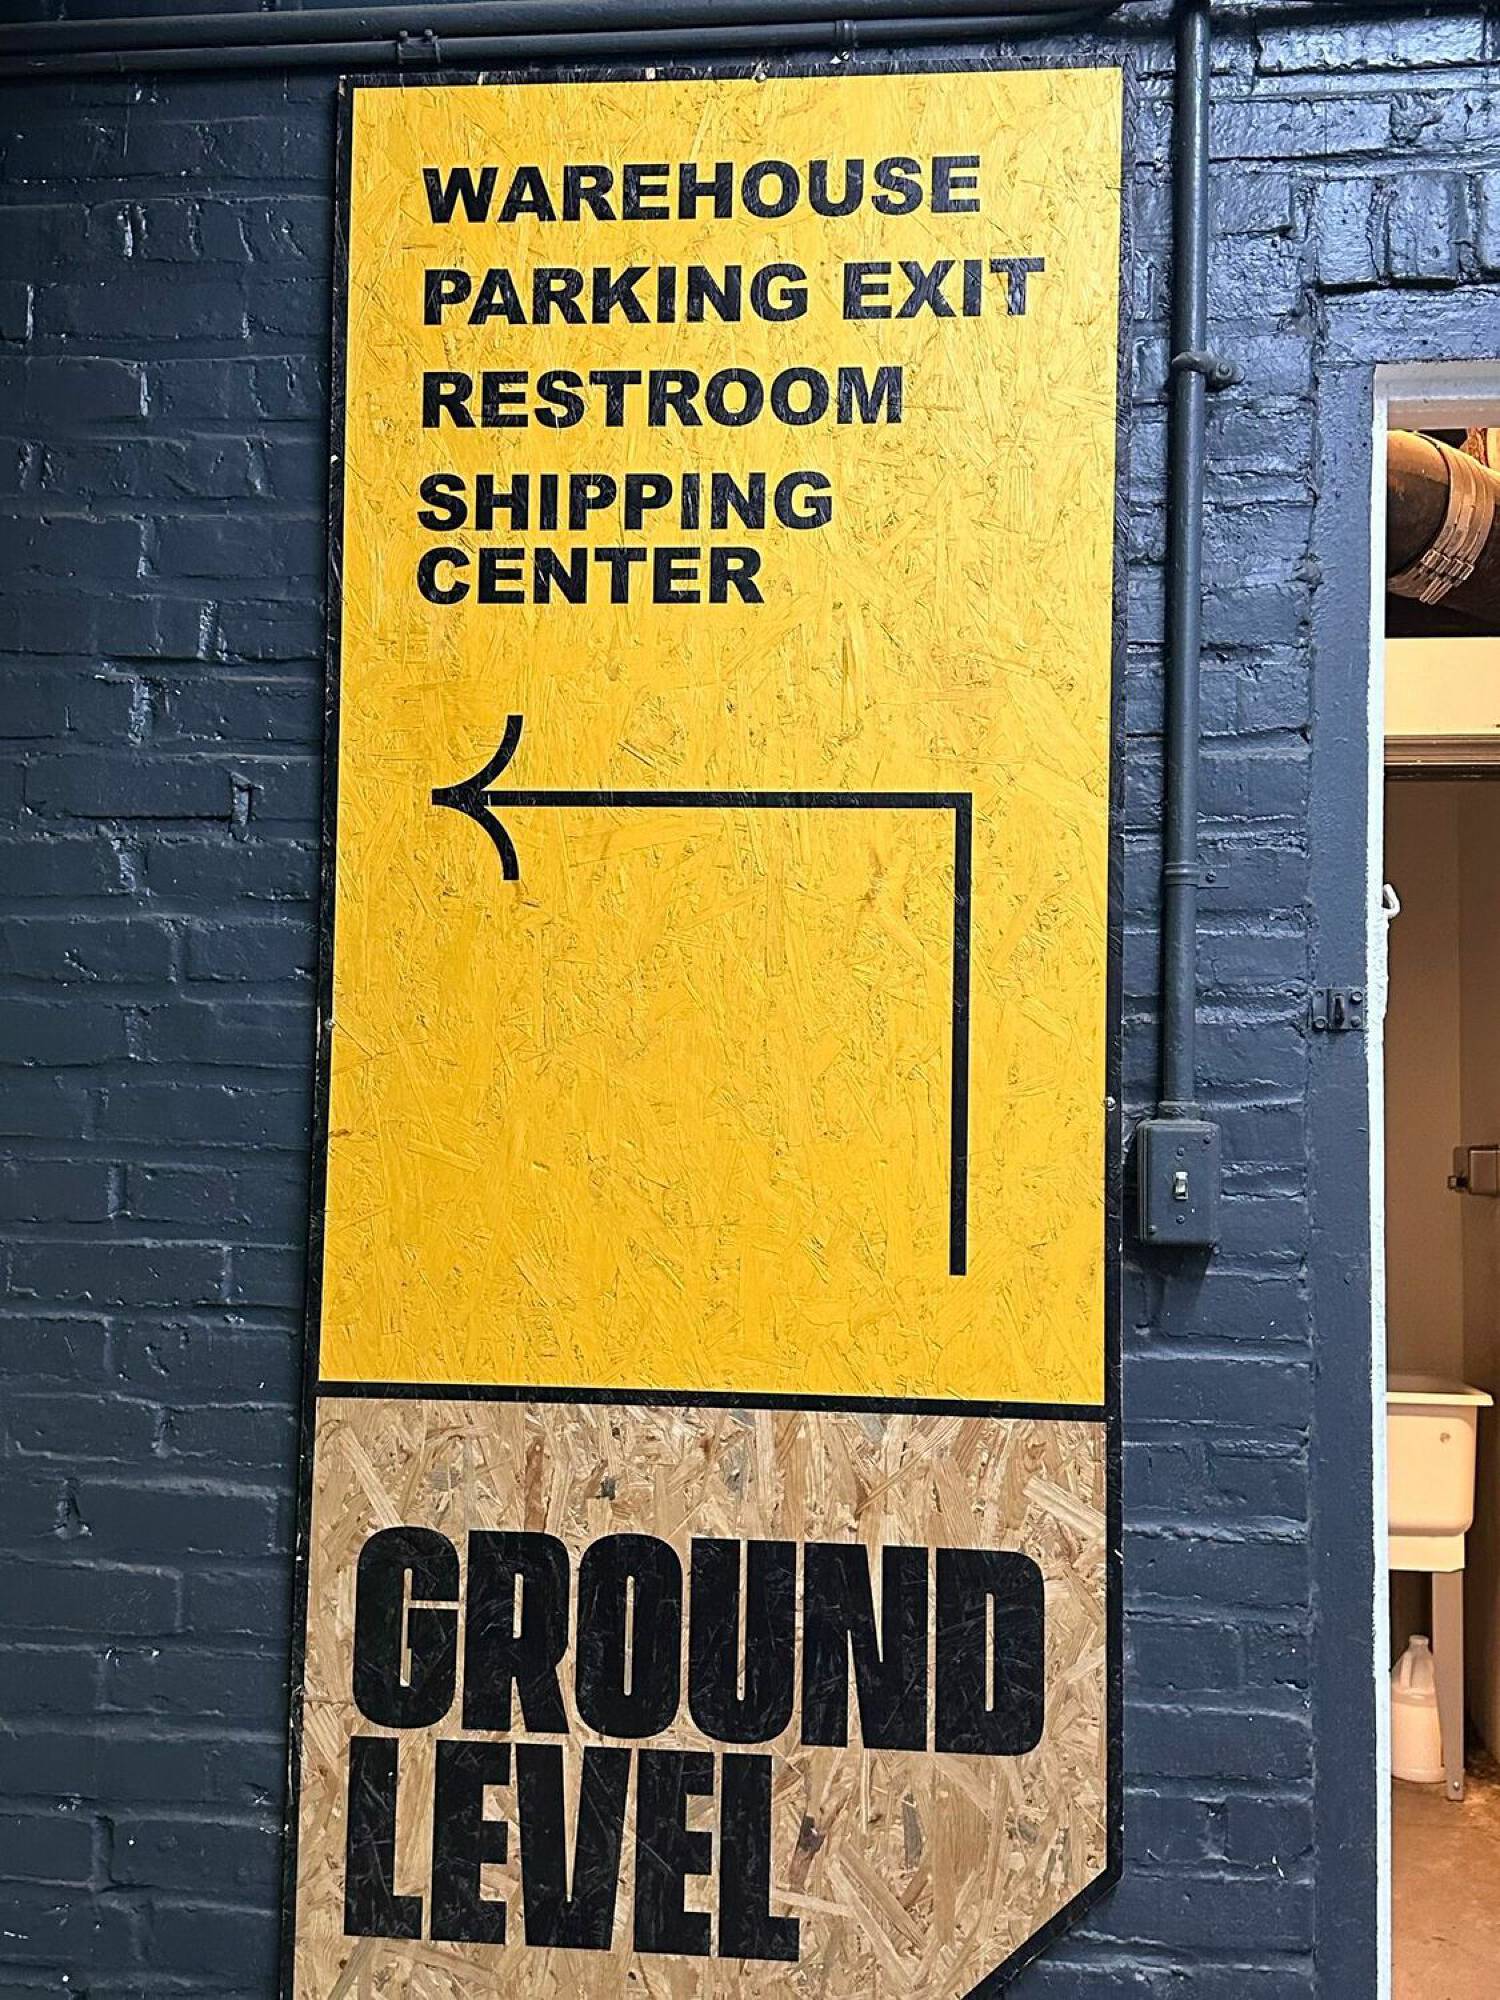 WAREHOUSE
PARKING EXIT
RESTROOM
SHIPPING
CENTER
GROUND
LEVEL